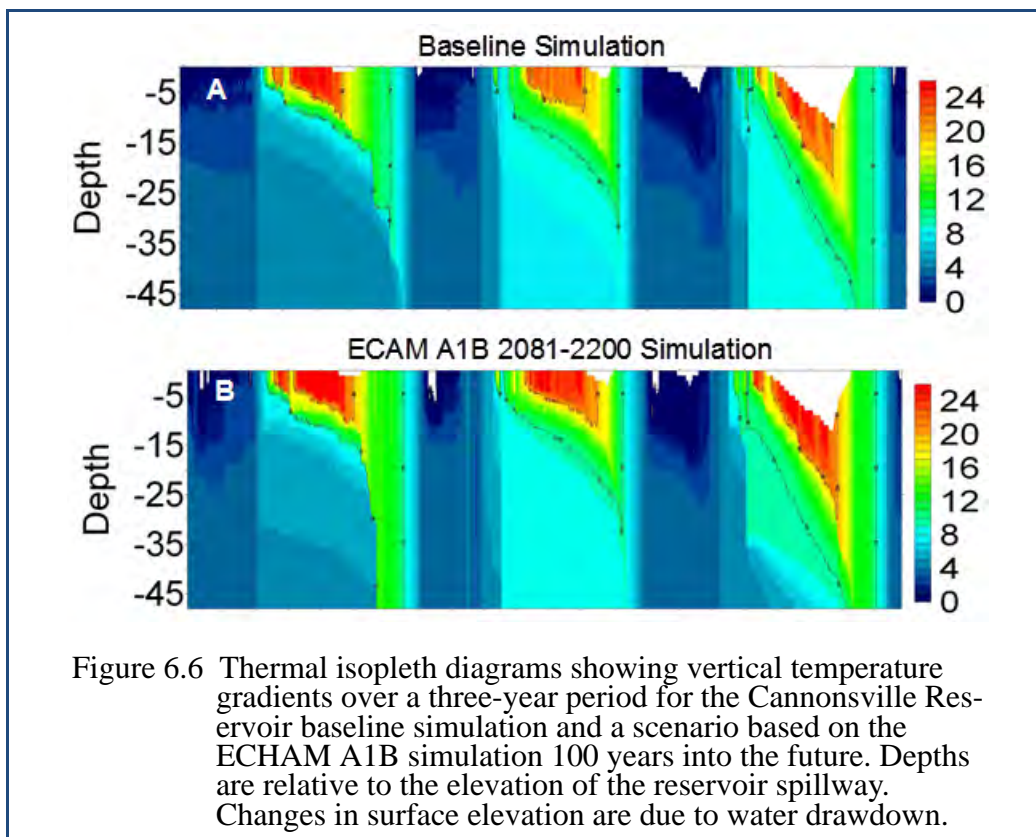 Baseline Simulation
A
Depth
-5
-15
-25
-35
-45
24
20
16
12
8
4
0
ECAM A1B 2081-2200 Simulation
B
Depth
-5
-15
-25
-35
-45
24
20
16
12
8
4
0
Figure 6.6 Thermal isopleth diagrams showing vertical temperature
gradients over a three-year period for the Cannonsville Res-
ervoir baseline simulation and a scenario based on the
ECHAM A1B simulation 100 years into the future. Depths
are relative to the elevation of the reservoir spillway.
Changes in surface elevation are due to water drawdown.